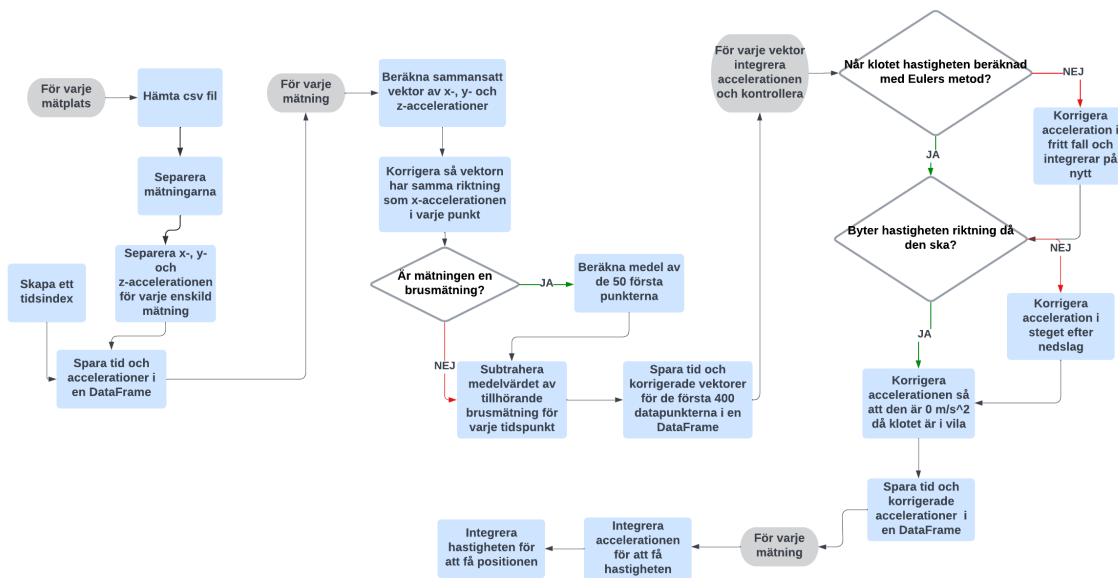 För varje
mätplats
Hämta csv fil
Separera
mätningarna
Separera x-, y-
och
z-accelerationen
för varje enskild
mätning
Skapa ett
tidsindex
Spara tid och
accelerationer i
en DataFrame
För varje
mätning
Beräkna sammansatt
vektor av x-, y- och
z-accelerationer
Korrigera så vektorn
har samma riktning
som x-accelerationen
i varje punkt
Är mätningen en
brusmätning?
JA
Beräkna medel av
de 50 första
punkterna
NEJ
Subtrahera
medelvärdet av
tillhörande
brusmätning för
varje tidspunkt
Spara tid och
korrigerade vektorer
för de första 400
datapunkterna i en
DataFrame
För varje vektor
integrera
accelerationen
och kontrollera
Når klotet hastigheten beräknad
med Eulers metod?
NEJ
Korrigera
acceleration i
fritt fall och
integrerar på
nytt
JA
Byter hastigheten riktning då
den ska?
NEJ
Korrigera
acceleration i
steget efter
nedslag
JA
Korrigera
accelerationen så
att den är 0 m/s^2
då klotet är i vila
Spara tid och
korrigerade
accelerationer i
en DataFrame
För varje
mätning
Integrera
accelerationen
för att få
hastigheten
Integrera
hastigheten för
att få positionen